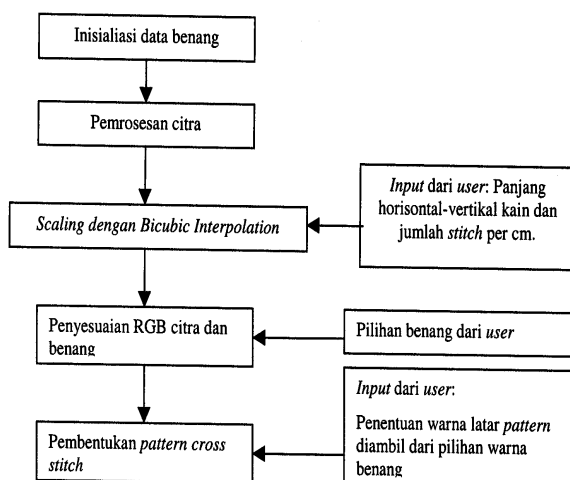 Inisialiasi data benang
Pemrosesan citra
Scaling dengan Bicubic Interpolation
Input dari user: Panjang
horisontal-vertikal kain dan
jumlah stitch per cm.
Penyesuaian RGB citra dan
benang
Pilihan benang dari user
Pembentukan pattern cross
stitch
Input dari user:
Penentuan warna latar pattern
diambil dari pilihan warna
benang